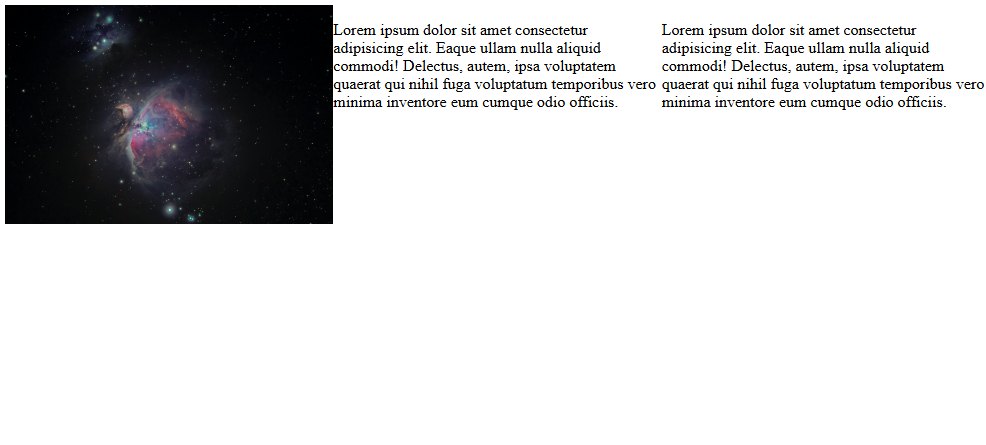 Lorem ipsum dolor sit amet consectetur
adipisicing elit. Eaque ullam nulla aliquid
commodi! Delectus, autem, ipsa voluptatem
quaerat qui nihil fuga voluptatum temporibus vero
minima inventore eum cumque odio officiis.
Lorem ipsum dolor sit amet consectetur
adipisicing elit. Eaque ullam nulla aliquid
commodi! Delectus, autem, ipsa voluptatem
quaerat qui nihil fuga voluptatum temporibus vero
minima inventore eum cumque odio officiis.